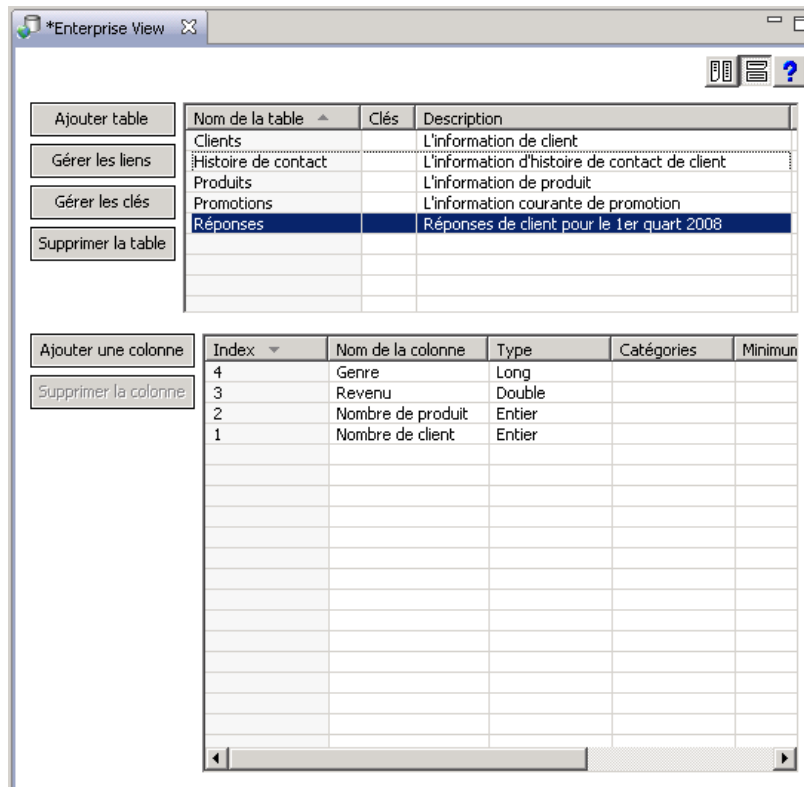 *Enterprise View
?
Ajouter table
Gérer les liens
Gérer les clés
Supprimer la table
Nom de la table Clés Description
Clients L'information de client
Histoire de contact L'information d'histoire de contact de client
Produits L'information de produit
Promotions L'information courante de promotion
Réponses Réponses de client pour le 1er quart 2008
Ajouter une colonne
Supprimer la colonne
Index Nom de la colonne Type Catégories Minimun
4 Genre Long
3 Revenu Double
2 Nombre de produit Entier
1 Nombre de client Entier